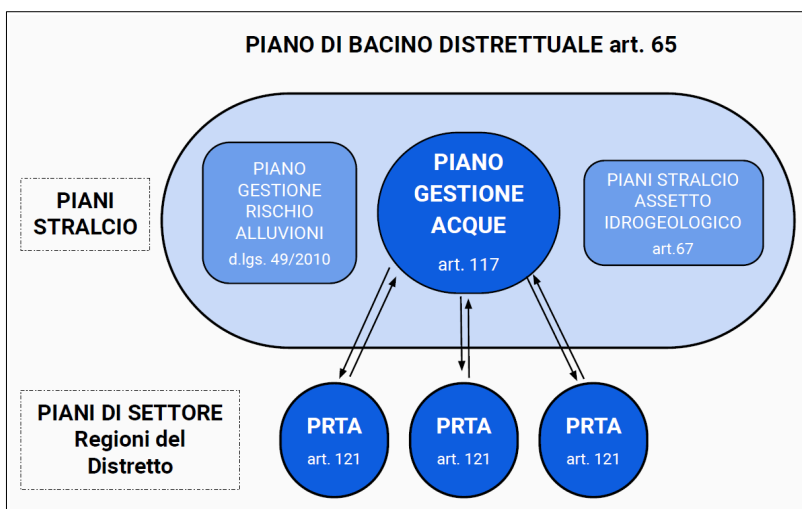 PIANO DI BACINO DISTRETTUALE art. 65
PIANI
STRALCIO
PIANO
GESTIONE
RISCHIO
ALLUVIONI
d.lgs. 49/2010
PIANO
GESTIONE
ACQUE
art. 117
PIANI STRALCIO
ASSETTO
IDROGEOLOGICO
art.67
PIANI DI SETTORE
Regioni del
Distretto
PRTA
art. 121
PRTA
art. 121
PRTA
art. 121